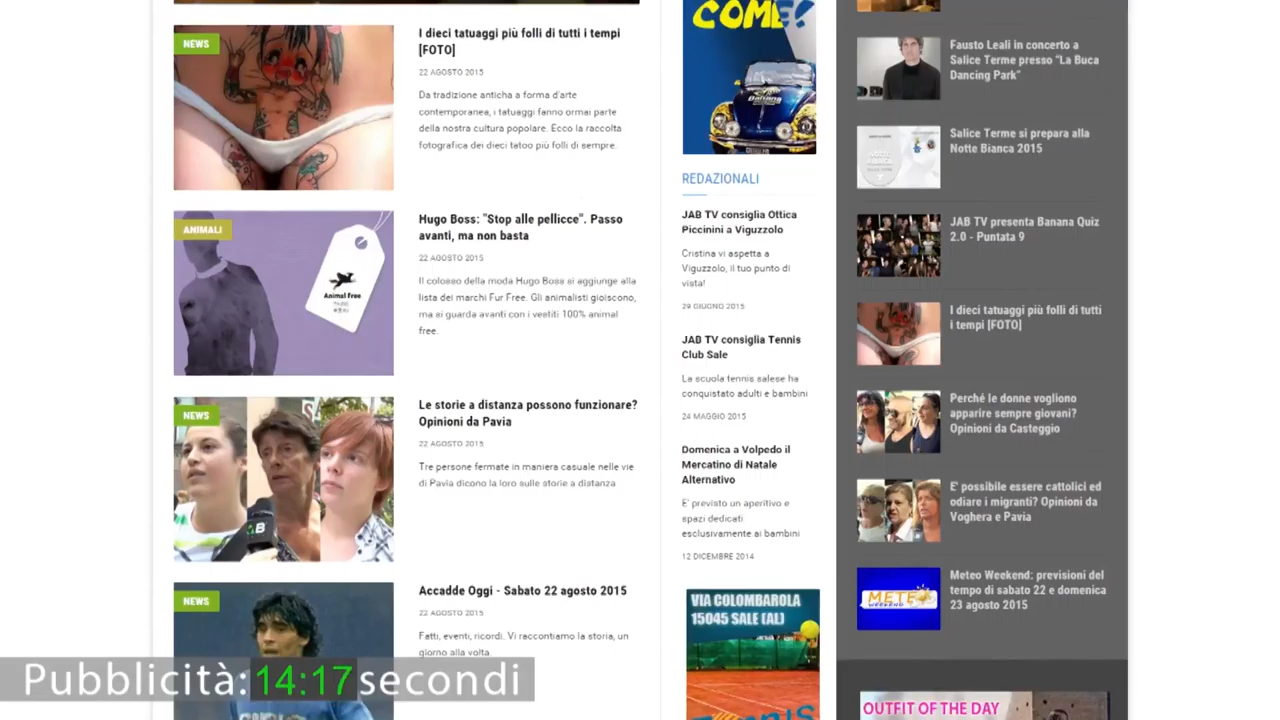 NEWS
I dieci tatuaggi più folli di tutti i tempi
[FOTO]
22 AGOSTO 2015
Da tradizione anticha a forma d'arte
contemporanea, i tatuaggi fanno ormai parte
della nostra cultura popolare. Ecco la raccolta
fotografica dei dieci tatoo più folli di sempre.
ANIMALI
Animal Free
Hugo Boss: "Stop alle pellicce". Passo
avanti, ma non basta
22 AGOSTO 2015
Il colosso della moda Hugo Boss si aggiunge alla
lista dei marchi Fur Free. Gli animalisti gioiscono,
ma si guarda avanti con i vestiti 100% animal
free.
NEWS
Le storie a distanza possono funzionare?
Opinioni da Pavia
22 AGOSTO 2015
Tre persone fermate in maniera casuale nelle vie
di Pavia dicono la loro sulle storie a distanza
NEWS
Accadde Oggi - Sabato 22 agosto 2015
22 AGOSTO 2015
Fatti, eventi, ricordi. Vi raccontiamo la storia, un
giorno alla volta.
Pubblicità: 14:17 secondi
COME!
REDAZIONALI
JAB TV consiglia Ottica
Piccinini a Viguzzolo
Cristina vi aspetta a
Viguzzolo, il tuo punto di
vista!
29 GIUGNO 2015
JAB TV consiglia Tennis
Club Sale
La scuola tennis salese ha
conquistato adulti e bambini
24 MAGGIO 2015
Domenica a Volpedo il
Mercatino di Natale
Alternativo
E' previsto un aperitivo e
spazi dedicati
esclusivamente ai bambini
12 DICEMBRE 2014
VIA COLOMBAROLA
15045 SALE (AL)
Tennis
Fausto Leali in concerto a
Salice Terme presso "La Buca
Dancing Park"
Salice Terme si prepara alla
Notte Bianca 2015
JAB TV presenta Banana Quiz
2.0 - Puntata 9
I dieci tatuaggi più folli di tutti
i tempi [FOTO]
Perché le donne vogliono
apparire sempre giovani?
Opinioni da Casteggio
E' possibile essere cattolici ed
odiare i migranti? Opinioni da
Voghera e Pavia
METEO
WEEKEND
Meteo Weekend: previsioni del
tempo di sabato 22 e domenica
23 agosto 2015
OUTFIT OF THE DAY